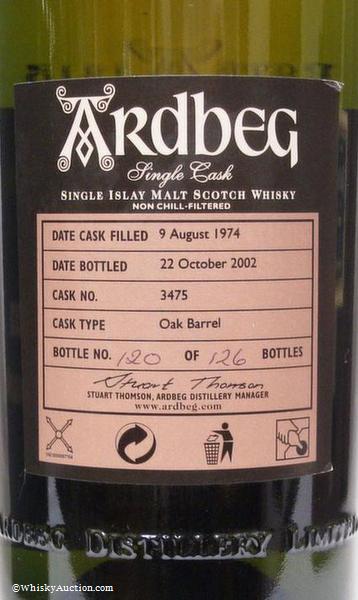 ARDBEG
Single Cask
SINGLE ISLAY MALT SCOTCH WHISKY
NON CHILL-FILTERED
DATE CASK FILLED 9 August 1974
DATE BOTTLED 22 October 2002
CASK NO. 3475
CASK TYPE Oak Barrel
BOTTLE NO. 120 OF 126 BOTTLES
Stuart Thomson
STUART THOMSON, ARDBEG DISTILLERY MANAGER
www.ardbeg.com
ARDBEG DISTILLERY LIMITED
©WhiskyAuction.com